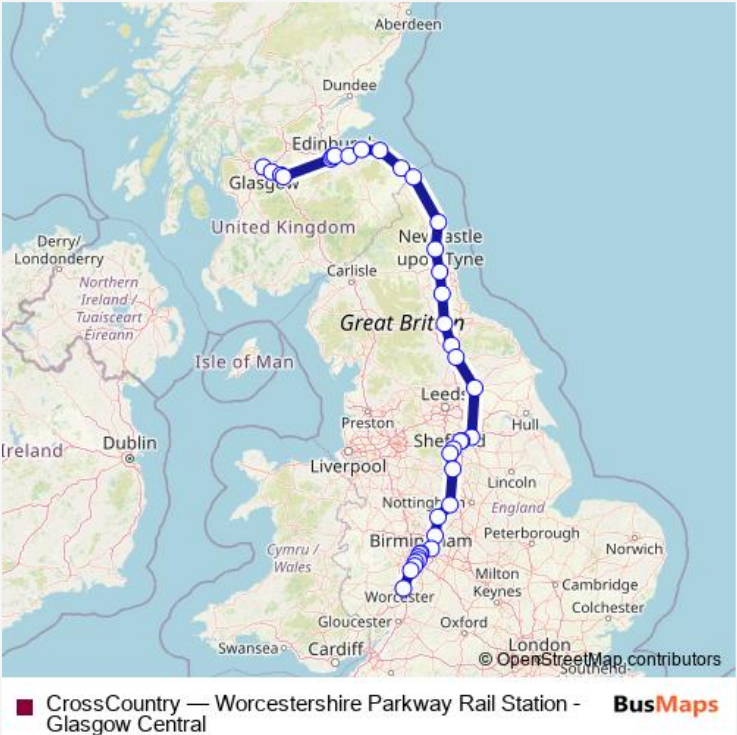 Aberdeen
Dundee
Edinburgh
Glasgow
United Kingdom
Derry/
Londonderry
Newcastle
upon Tyne
Carlisle
Northern
Ireland /
Tuaisceart
Éireann
Great Britain
Isle of Man
Leeds
Preston
Hull
Ireland
Dublin
Sheffield
Liverpool
Lincoln
Nottingham
England
Birmingham
Peterborough
Norwich
Cymru /
Wales
Milton
Keynes
Cambridge
Worcester
Colchester
Gloucester
Oxford
Swansea
Cardiff
London
© OpenStreetMap contributors
Southend-
CrossCountry — Worcestershire Parkway Rail Station -
Glasgow Central
BusMaps